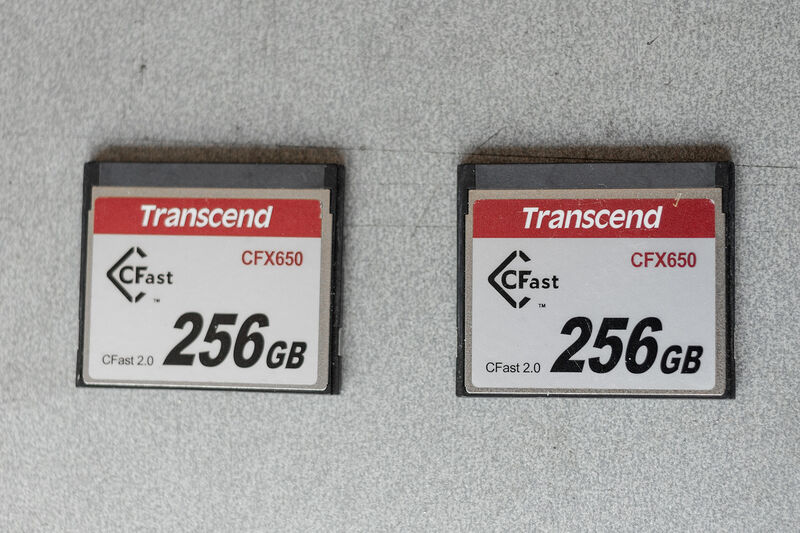 Transcend
CFX650
CFast
™
CFast 2.0
256GB
Transcend
CFX650
CFast
™
CFast 2.0
256GB